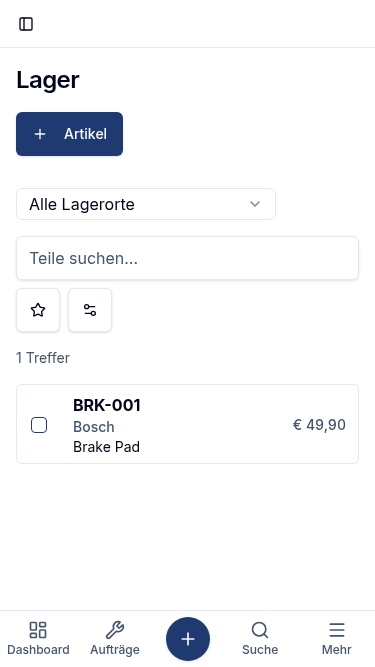 Lager
Artikel
Alle Lagerorte
Teile suchen...
1 Treffer
BRK-001
Bosch
€ 49,90
Brake Pad
Dashboard
Aufträge
Suche
Mehr